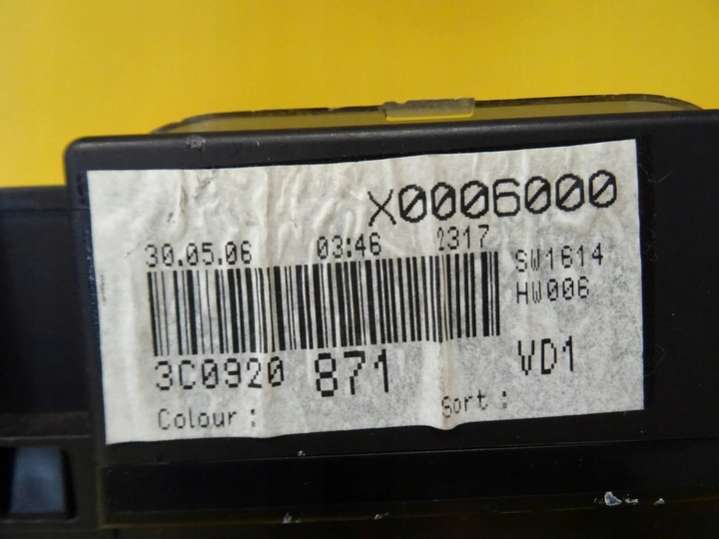 X0006000
30.05.06 03:46 2317
SW1614
HW006
3C0920 871 VD1
Colour : Sort :